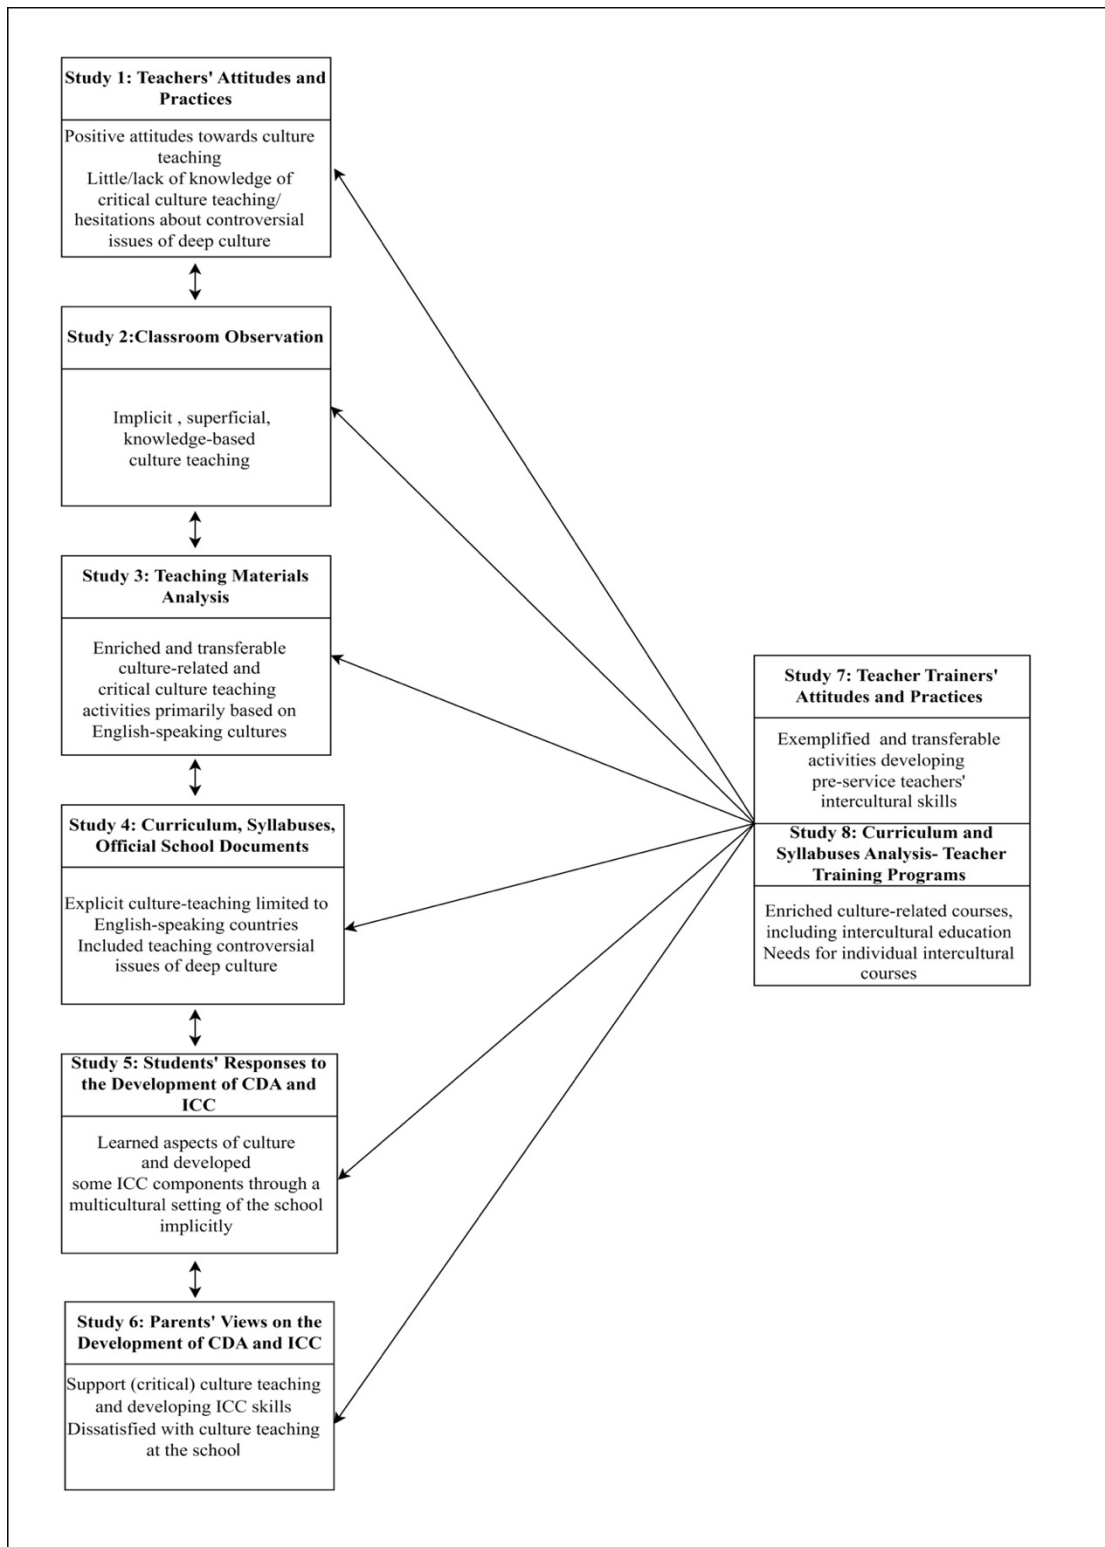 Study 1: Teachers' Attitudes and
Practices
Positive attitudes towards culture
teaching
Little/lack of knowledge of
critical culture teaching/
hesitations about controversial
issues of deep culture
Study 2:Classroom Observation
Implicit , superficial,
knowledge-based
culture teaching
Study 3: Teaching Materials
Analysis
Enriched and transferable
culture-related and
critical culture teaching
activities primarily based on
English-speaking cultures
Study 4: Curriculum, Syllabuses,
Official School Documents
Explicit culture-teaching limited to
English-speaking countries
Included teaching controversial
issues of deep culture
Study 5: Students' Responses to
the Development of CDA and
ICC
Learned aspects of culture
and developed
some ICC components through a
multicultural setting of the school
implicitly
Study 6: Parents' Views on the
Development of CDA and ICC
Support (critical) culture teaching
and developing ICC skills
Dissatisfied with culture teaching
at the school
Study 7: Teacher Trainers'
Attitudes and Practices
Exemplified and transferable
activities developing
pre-service teachers'
intercultural skills
Study 8: Curriculum and
Syllabuses Analysis- Teacher
Training Programs
Enriched culture-related courses,
including intercultural education
Needs for individual intercultural
courses